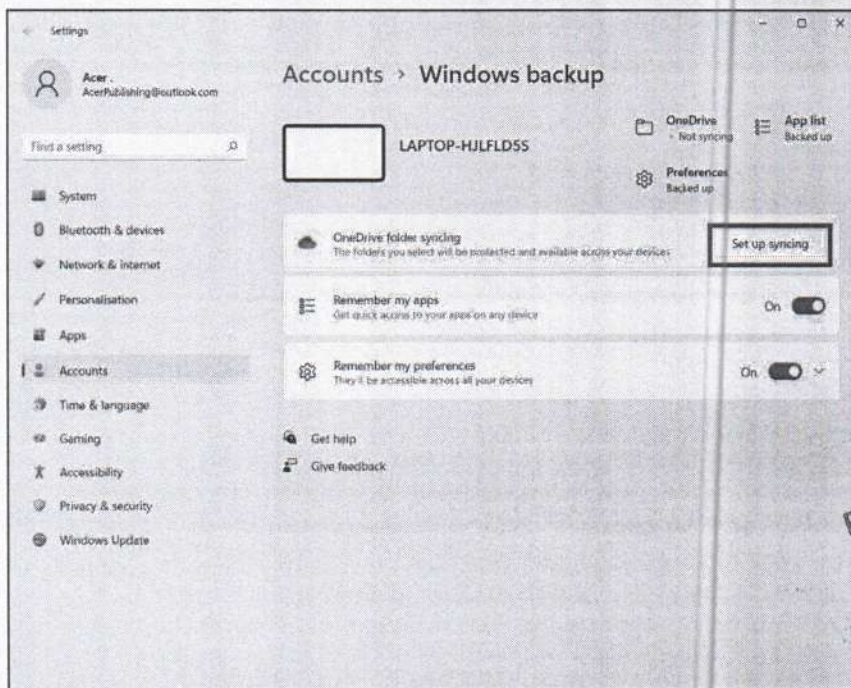 Settings
Acer .
AcerPublishing@outlook.com
Find a setting
System
Bluetooth & devices
Network & internet
Personalisation
Apps
Accounts
Time & language
Gaming
Accessibility
Privacy & security
Windows Update
Accounts > Windows backup
LAPTOP-HJLFLD5S
OneDrive
• Not syncing
App list
Backed up
Preferences
Backed up
OneDrive folder syncing
The folders you select will be protected and available across your devices
Set up syncing
Remember my apps
Get quick access to your apps on any device
On
Remember my preferences
They'll be accessible across all your devices
On
Get help
Give feedback